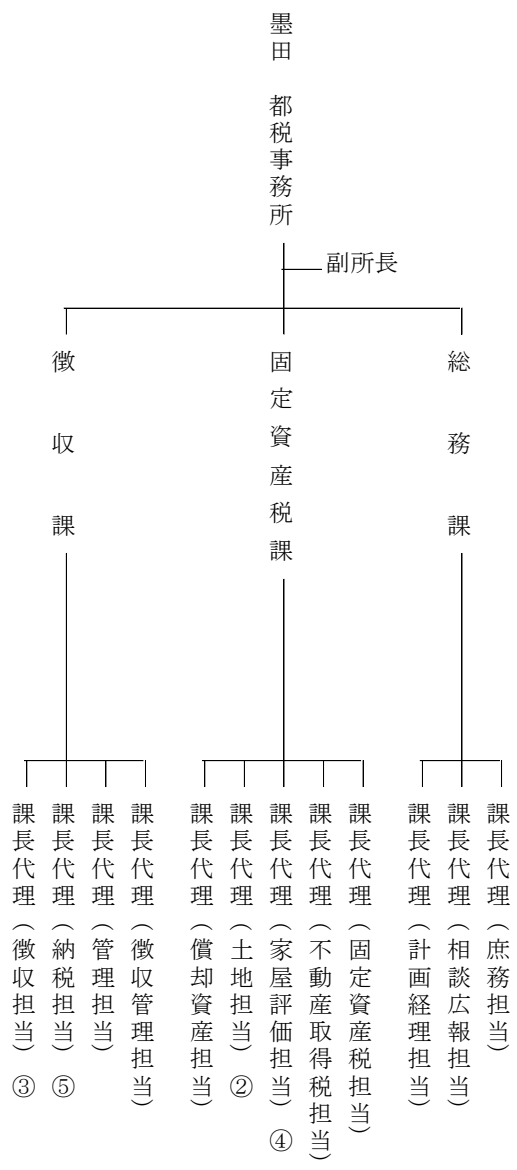 墨田　都税事務所
副所長
総務課
固定資産税課
徴収課
課長代理（庶務担当）
課長代理（相談広報担当）
課長代理（計画経理担当）
課長代理（固定資産税担当）
課長代理（不動産取得税担当）
課長代理（家屋評価担当）④
課長代理（土地担当）②
課長代理（償却資産担当）
課長代理（徴収管理担当）
課長代理（管理担当）
課長代理（納税担当）⑤
課長代理（徴収担当）③